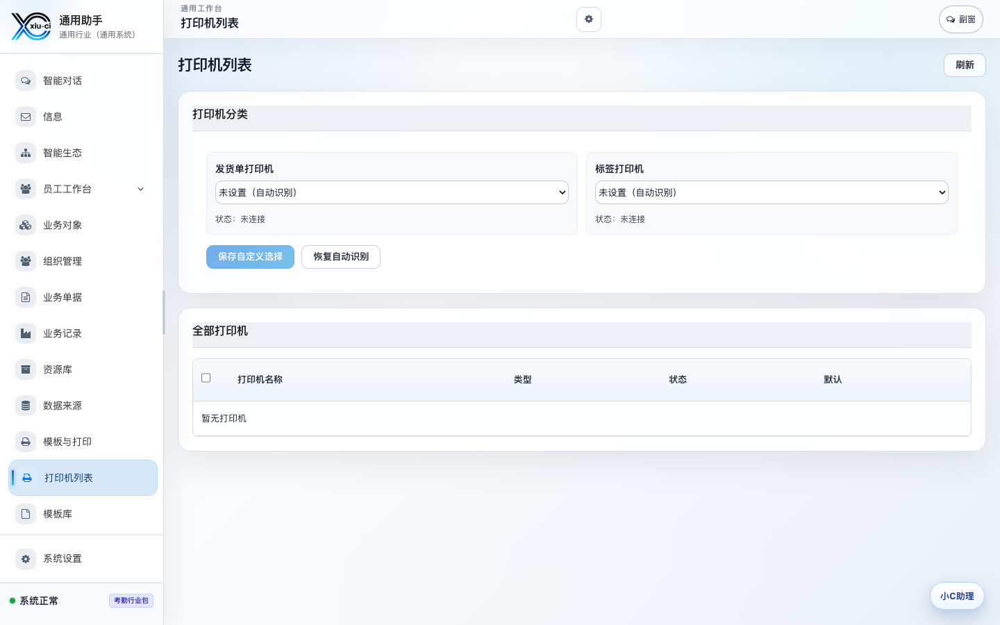 xiu-ci
通用助手
通用行业（通用系统）
智能对话
信息
智能生态
员工工作台
业务对象
组织管理
业务单据
业务记录
资源库
数据来源
模板与打印
打印机列表
模板库
系统设置
系统正常
考勤行业包
通用工作台
打印机列表
副窗
打印机列表
刷新
打印机分类
发货单打印机
未设置（自动识别）
状态：未连接
标签打印机
未设置（自动识别）
状态：未连接
保存自定义选择
恢复自动识别
全部打印机
打印机名称 类型 状态 默认
暂无打印机
小C助理